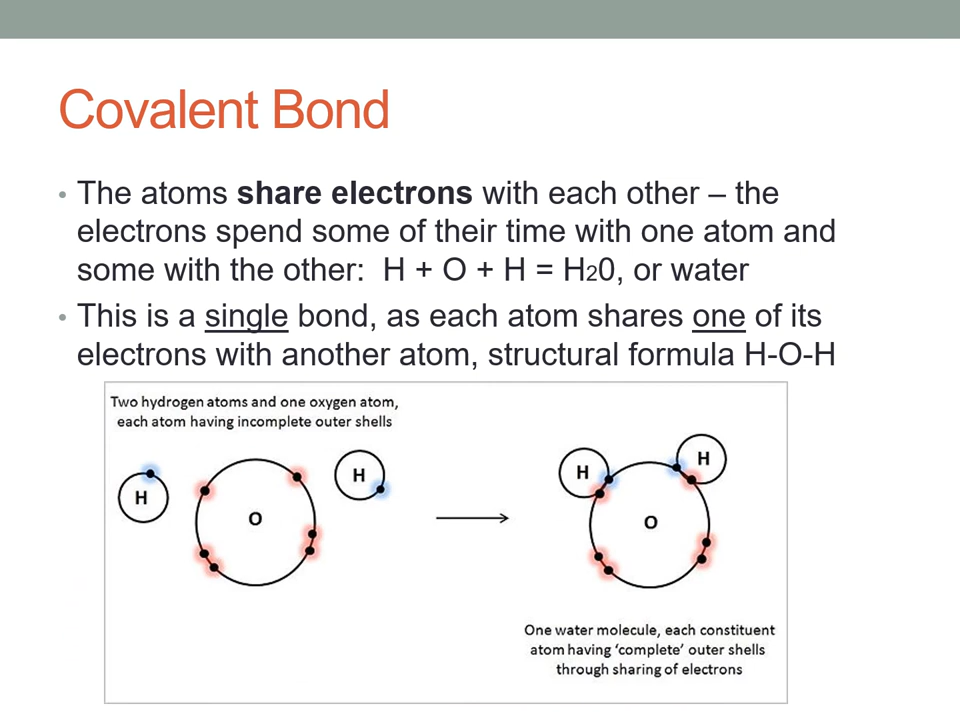 Covalent Bond
• The atoms share electrons with each other – the
electrons spend some of their time with one atom and
some with the other:  H + O + H = H20, or water
• This is a single bond, as each atom shares one of its
electrons with another atom, structural formula H-O-H
Two hydrogen atoms and one oxygen atom,
each atom having incomplete outer shells
H
O
H
H
H
O
One water molecule, each constituent
atom having ‘complete’ outer shells
through sharing of electrons